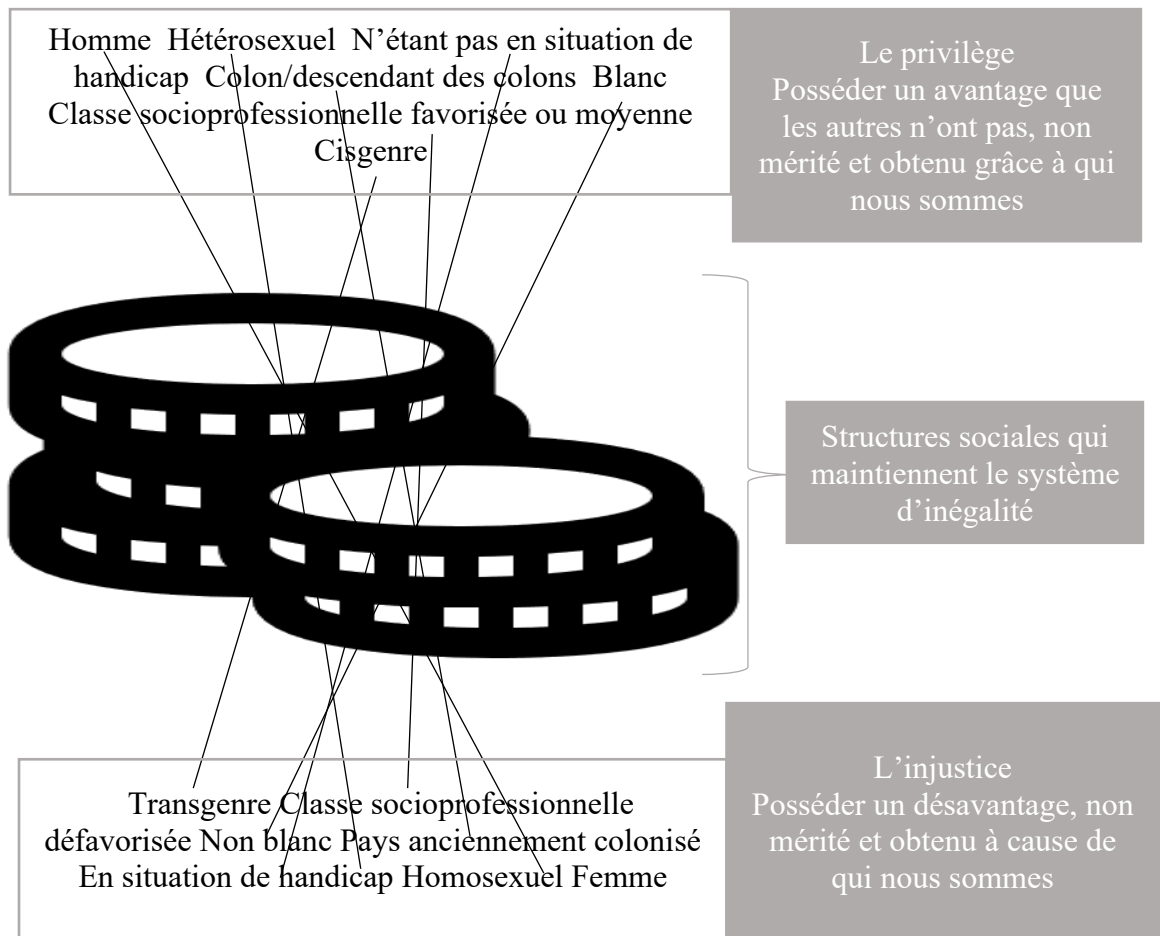 Homme Hétérosexuel N’étant pas en situation de
handicap Colon/descendant des colons Blanc
Classe socioprofessionnelle favorisée ou moyenne
Cisgenre
Le privilège
Posséder un avantage que
les autres n’ont pas, non
mérité et obtenu grâce à qui
nous sommes
Structures sociales qui
maintiennent le système
d’inégalité
Transgenre Classe socioprofessionnelle
défavorisée Non blanc Pays anciennement colonisé
En situation de handicap Homosexuel Femme
L’injustice
Posséder un désavantage, non
mérité et obtenu à cause de
qui nous sommes